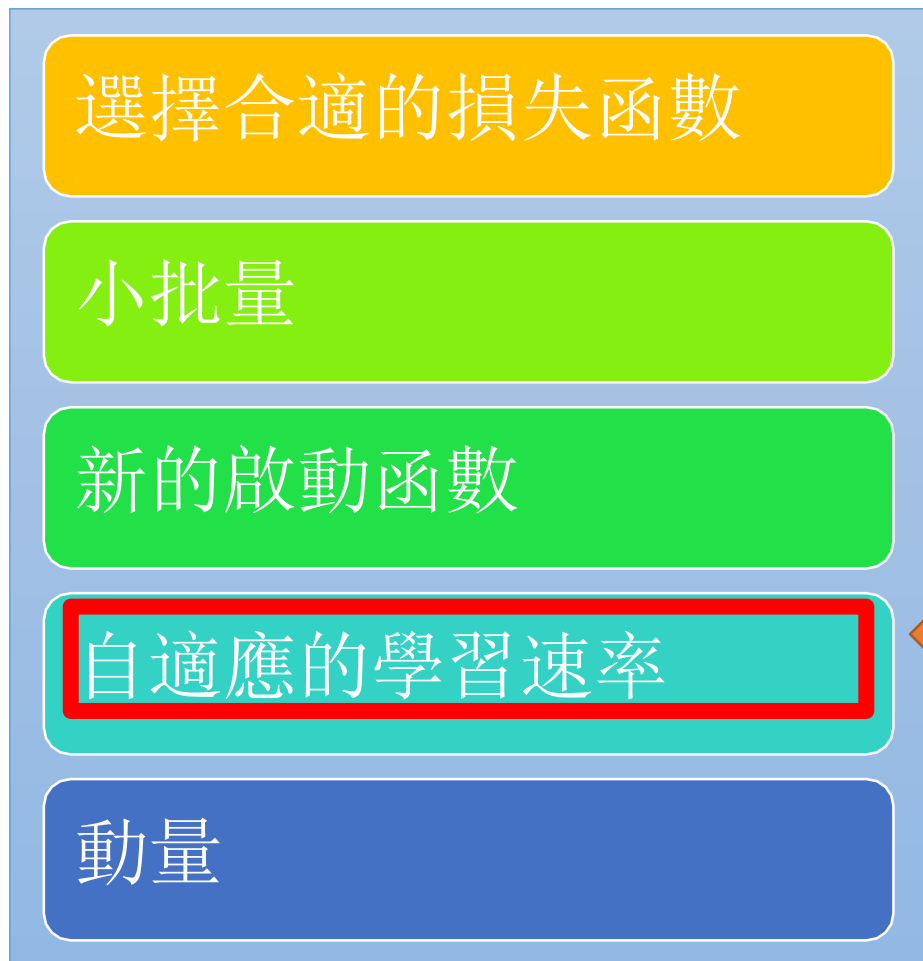 選擇合適的損失函數
小批量
新的啟動函數
自適應的學習速率
動量